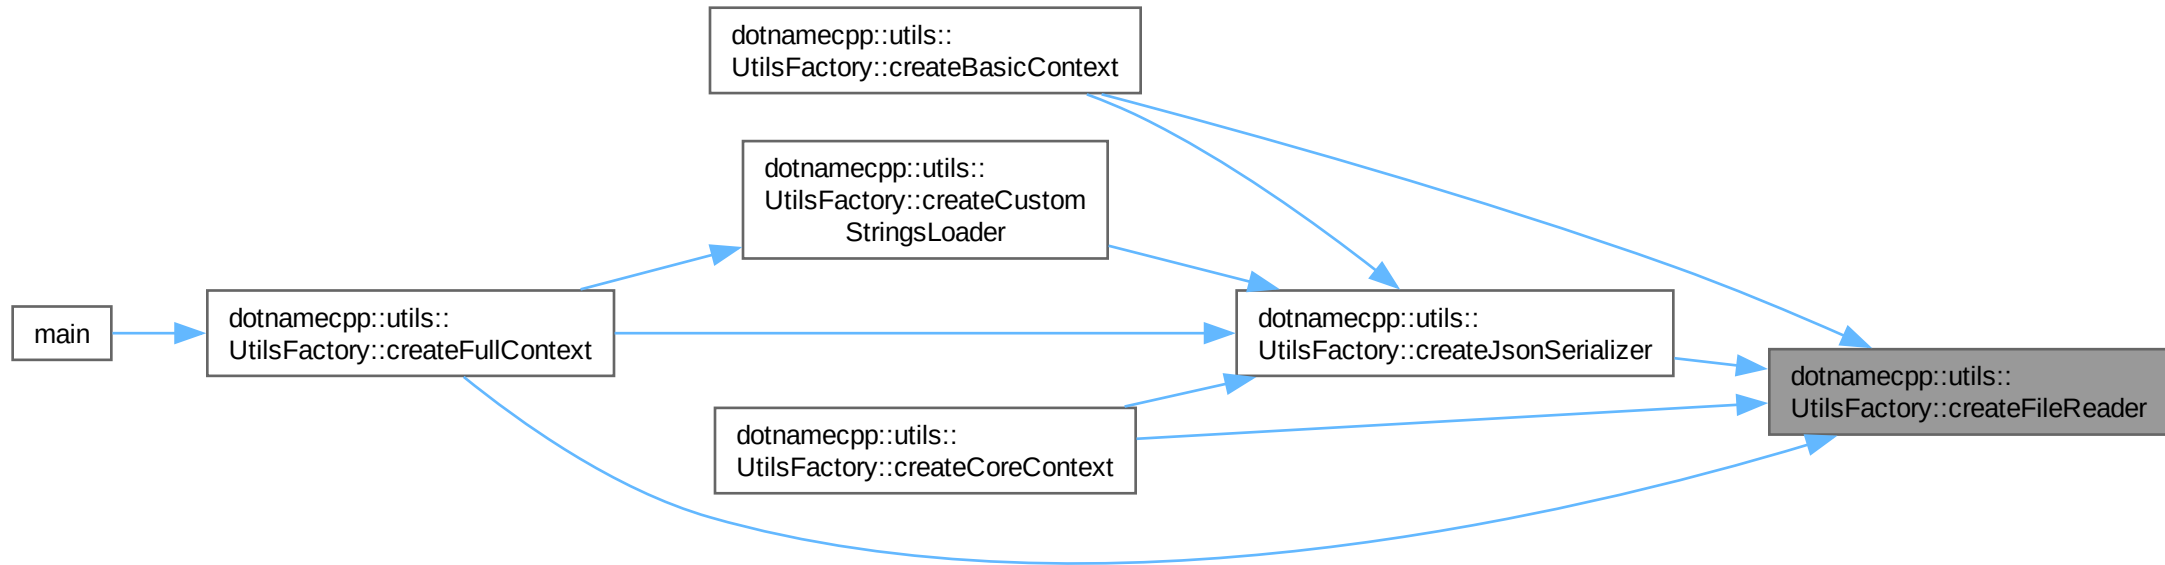 dotnamecpp::utils::
UtilsFactory::createBasicContext
dotnamecpp::utils::
UtilsFactory::createCustom
StringsLoader
main
dotnamecpp::utils::
UtilsFactory::createFullContext
dotnamecpp::utils::
UtilsFactory::createJsonSerializer
dotnamecpp::utils::
UtilsFactory::createFileReader
dotnamecpp::utils::
UtilsFactory::createCoreContext